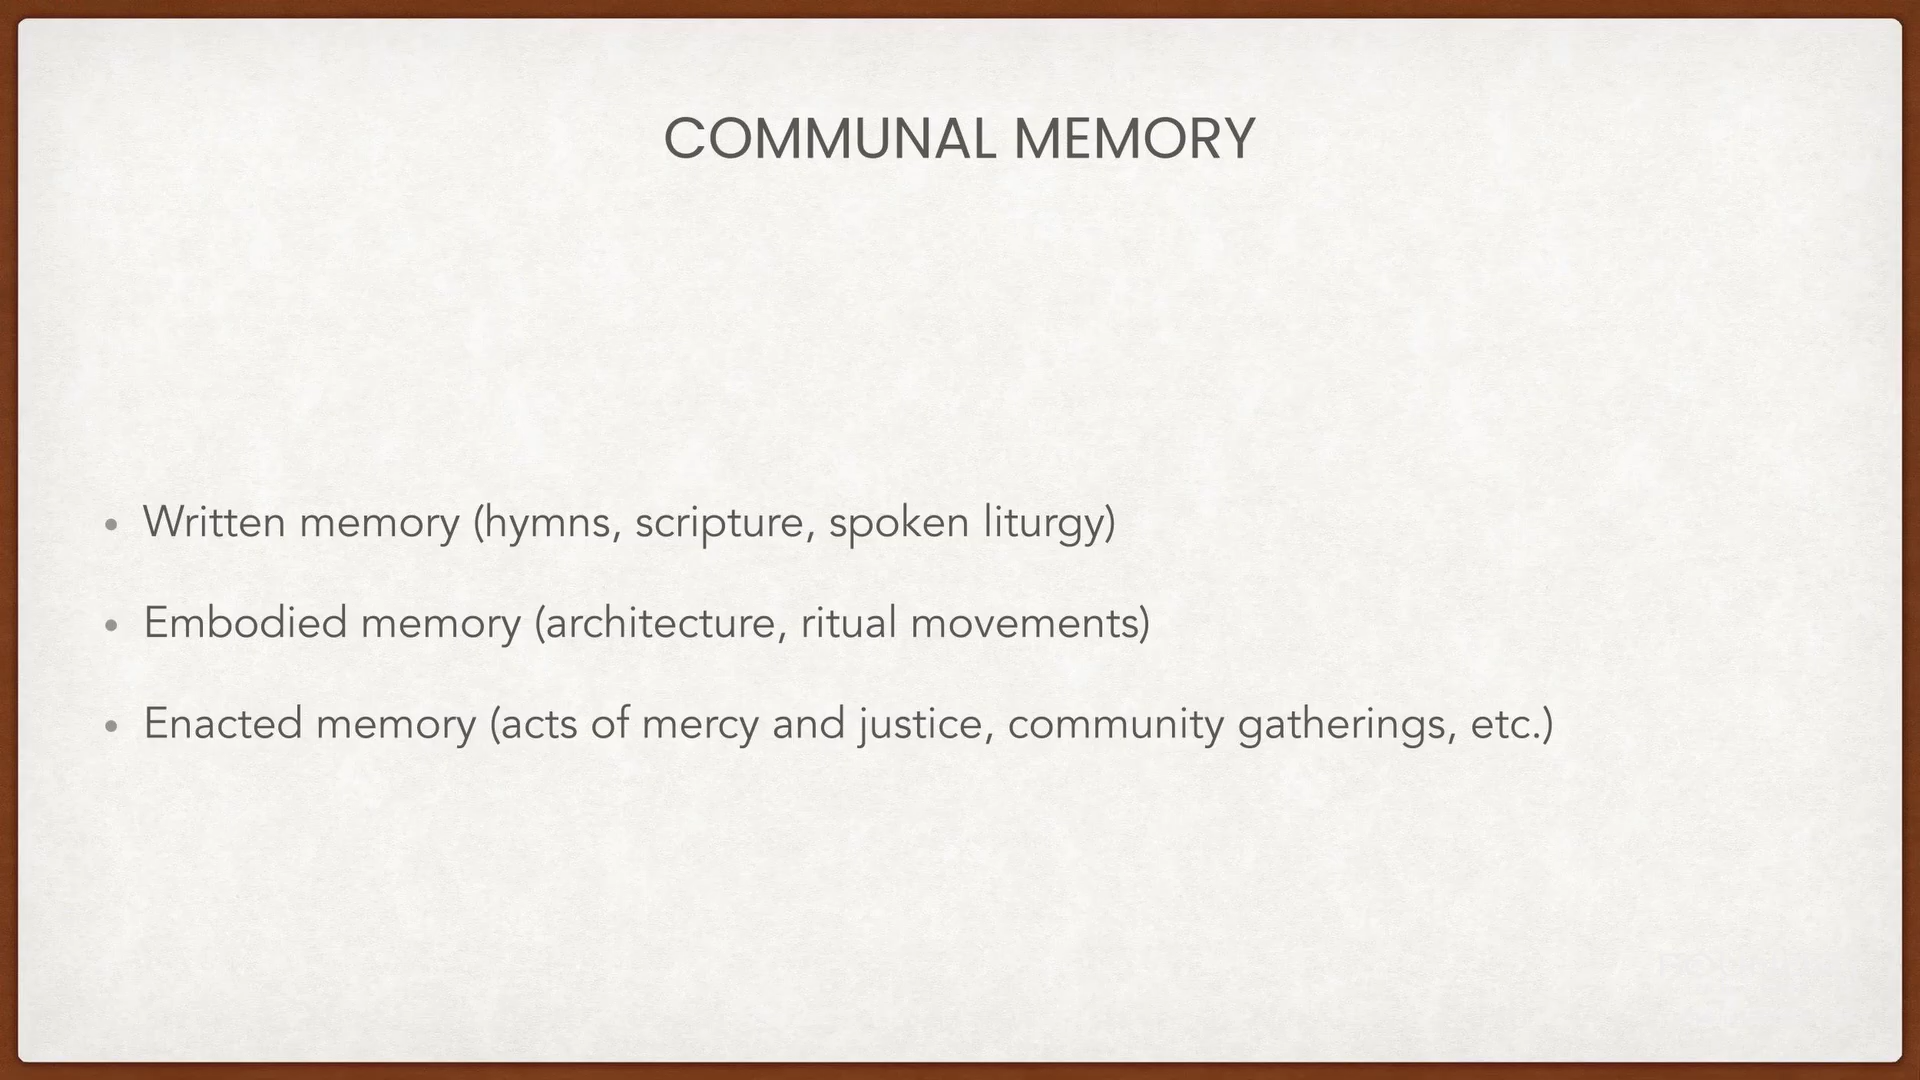 COMMUNAL MEMORY
• Written memory (hymns, scripture, spoken liturgy)
• Embodied memory (architecture, ritual movements)
• Enacted memory (acts of mercy and justice, community gatherings, etc.)